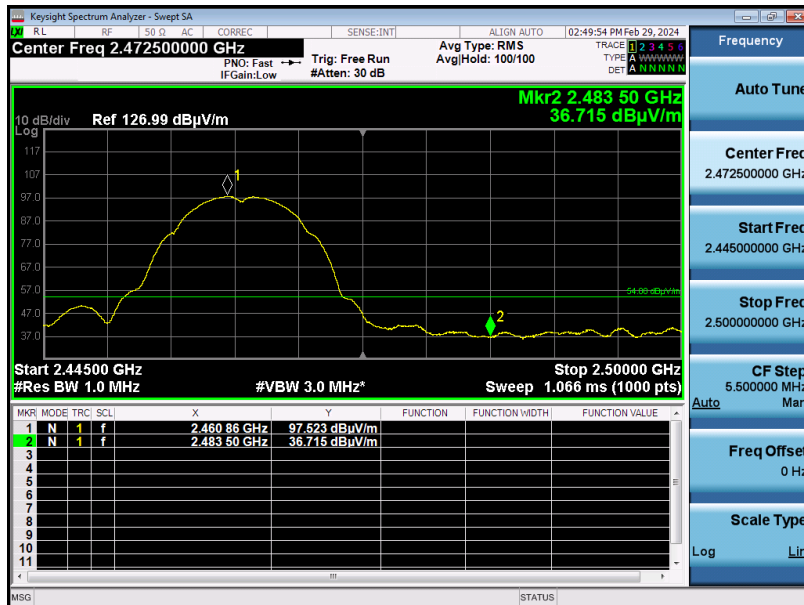 Keysight Spectrum Analyzer - Swept SA
LXI RL RF 50 Ω AC CORREC SENSE:INT ALIGN AUTO 02:49:54 PM Feb 29, 2024
Center Freq 2.472500000 GHz
PNO: Fast
IFGain:Low
Trig: Free Run
#Atten: 30 dB
Avg Type: RMS
Avg|Hold: 100/100
TRACE 1 2 3 4 5 6
TYPE A WWWWW
DET A N N N N N
Mkr2 2.483 50 GHz
36.715 dBµV/m
10 dB/div Ref 126.99 dBµV/m
Log
117
107
97.0
87.0
77.0
67.0
57.0
47.0
37.0
1
54.00 dBµV/m
2
Start 2.44500 GHz Stop 2.50000 GHz
#Res BW 1.0 MHz #VBW 3.0 MHz* Sweep 1.066 ms (1000 pts)
MKR MODE TRC SCL X Y FUNCTION FUNCTION WIDTH FUNCTION VALUE
1 N 1 f 2.460 86 GHz 97.523 dBµV/m
2 N 1 f 2.483 50 GHz 36.715 dBµV/m
3
4
5
6
7
8
9
10
11
MSG STATUS
Frequency
Auto Tune
Center Freq
2.472500000 GHz
Start Freq
2.445000000 GHz
Stop Freq
2.500000000 GHz
CF Step
5.500000 MHz
Auto Man
Freq Offset
0 Hz
Scale Type
Log Lin